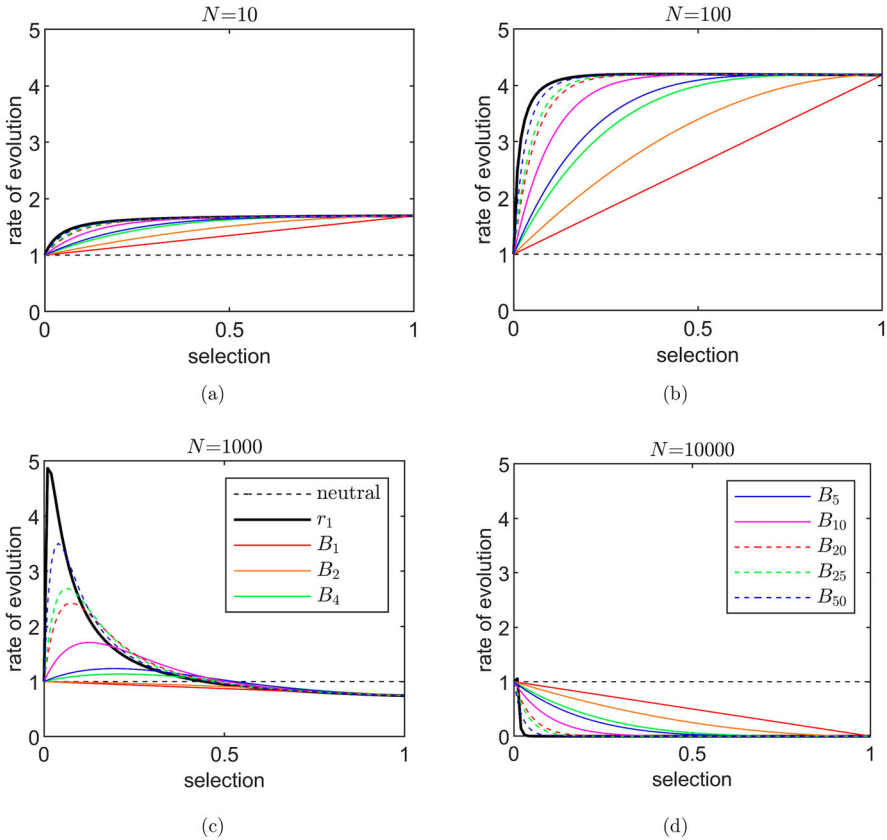 N=10
5
4
3
2
1
0
rate of evolution
0
0.5
1
selection
(a)
N=100
5
4
3
2
1
0
rate of evolution
0
0.5
1
selection
(b)
N=1000
5
4
3
2
1
0
rate of evolution
0
0.5
1
selection
neutral
r₁
B₁
B₂
B₄
(c)
N=10000
5
4
3
2
1
0
rate of evolution
0
0.5
1
selection
B₅
B₁₀
B₂₀
B₂₅
B₅₀
(d)